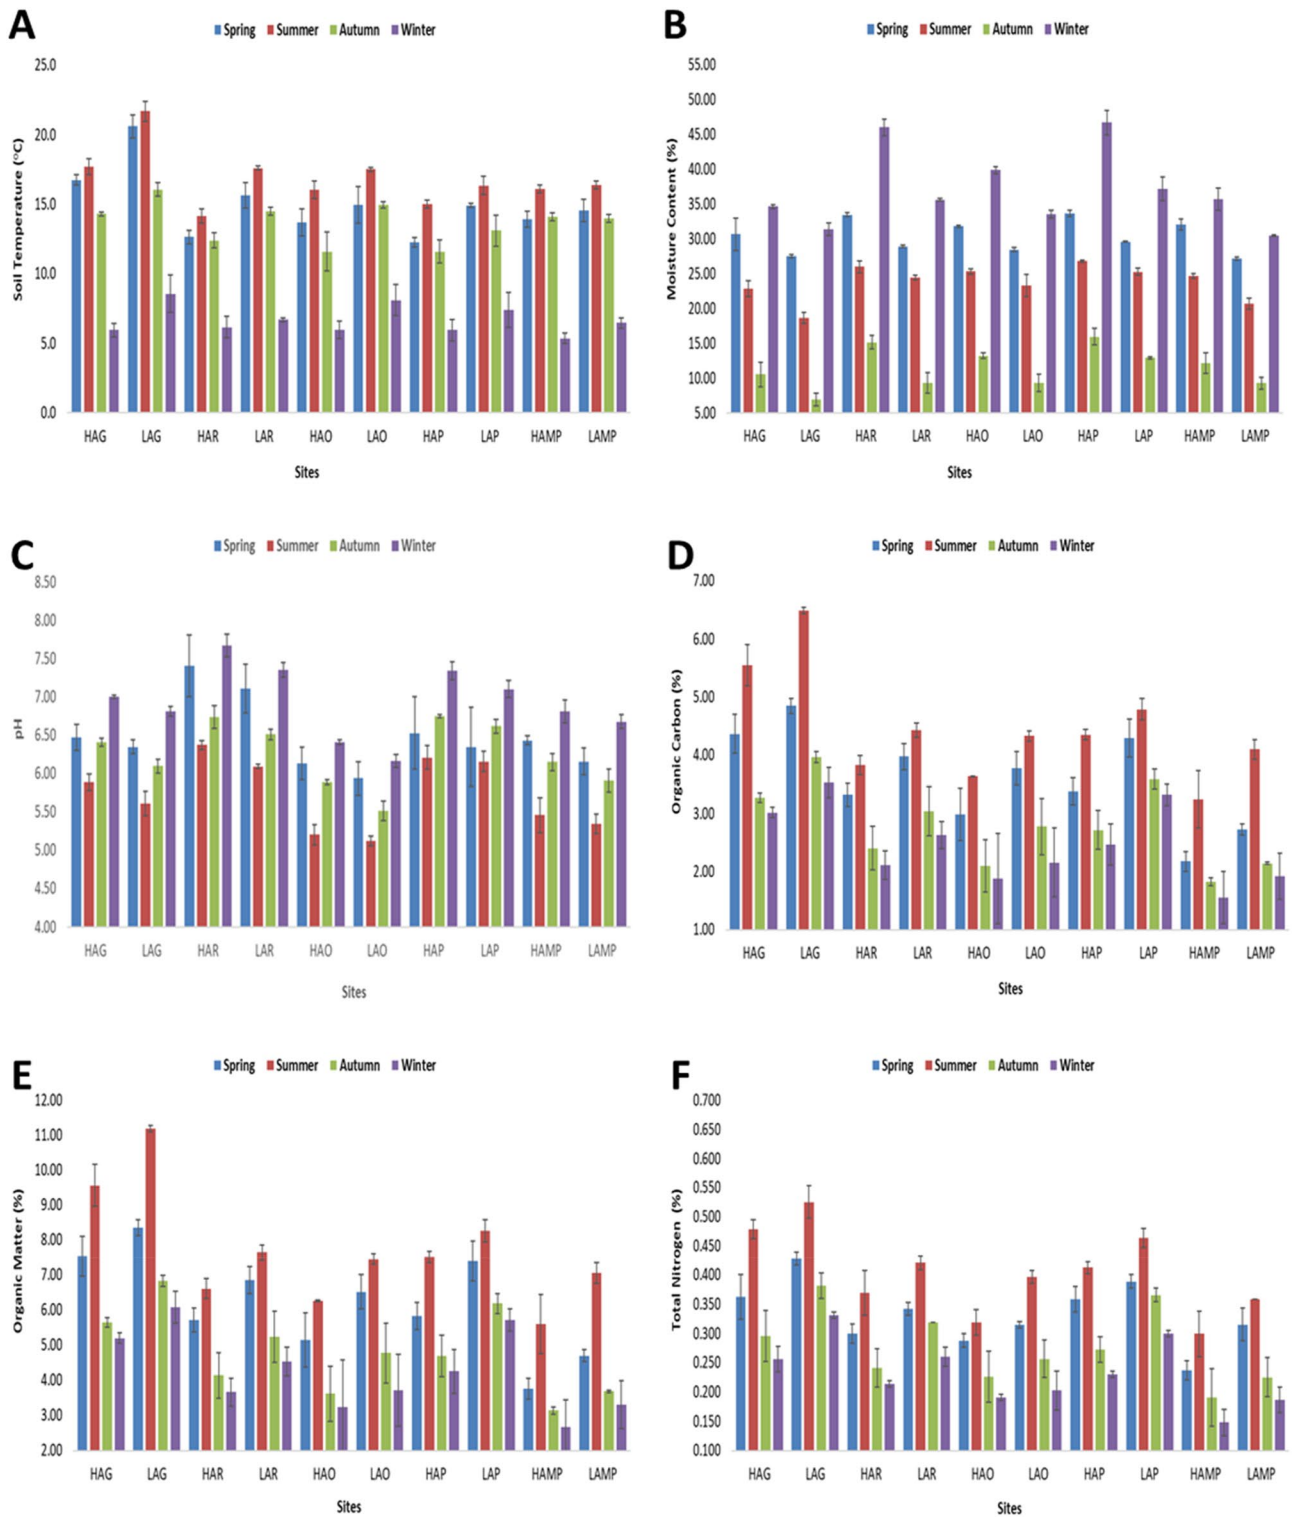 A
Spring Summer Autumn Winter
Soil Temperature (°C)
25.0
20.0
15.0
10.0
5.0
0.0
HAG LAG HAR LAR HAO LAO HAP LAP HAMP LAMP
Sites
B
Spring Summer Autumn Winter
Moisture Content (%)
55.00
50.00
45.00
40.00
35.00
30.00
25.00
20.00
15.00
10.00
5.00
HAG LAG HAR LAR HAO LAO HAP LAP HAMP LAMP
Sites
C
Spring Summer Autumn Winter
pH
8.50
8.00
7.50
7.00
6.50
6.00
5.50
5.00
4.50
4.00
HAG LAG HAR LAR HAO LAO HAP LAP HAMP LAMP
Sites
D
Spring Summer Autumn Winter
Organic Carbon (%)
7.00
6.00
5.00
4.00
3.00
2.00
1.00
HAG LAG HAR LAR HAO LAO HAP LAP HAMP LAMP
Sites
E
Spring Summer Autumn Winter
Organic Matter (%)
12.00
11.00
10.00
9.00
8.00
7.00
6.00
5.00
4.00
3.00
2.00
HAG LAG HAR LAR HAO LAO HAP LAP HAMP LAMP
Sites
F
Spring Summer Autumn Winter
Total Nitrogen (%)
0.700
0.650
0.600
0.550
0.500
0.450
0.400
0.350
0.300
0.250
0.200
0.150
0.100
HAG LAG HAR LAR HAO LAO HAP LAP HAMP LAMP
Sites